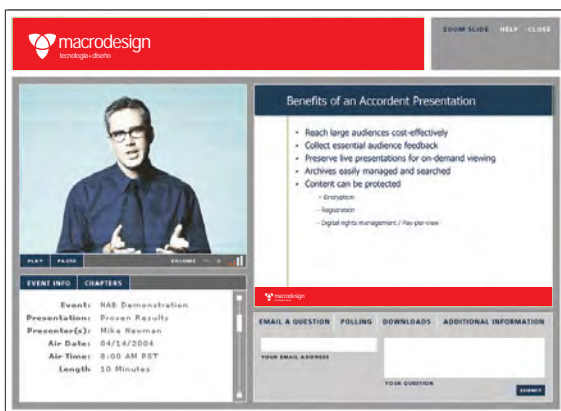 macrodesign
tecnología+diseño
ZOOM SLIDE HELP CLOSE
PLAY PAUSE VOLUME - +
EVENT INFO CHAPTERS
Event: NAB Demonstration
Presentation: Proven Results
Presenter(s): Mike Newman
Air Date: 04/14/2004
Air Time: 8:00 AM PST
Length 10 Minutes
Benefits of an Accordent Presentation
• Reach large audiences cost-effectively
• Collect essential audience feedback
• Preserve live presentations for on-demand viewing
• Archives easily managed and searched
• Content can be protected
- Encryption
- Registration
- Digital rights management / Pay-per-view
macrodesign
EMAIL A QUESTION POLLING DOWNLOADS ADDITIONAL INFORMATION
YOUR EMAIL ADDRESS
YOUR QUESTION
SUBMIT